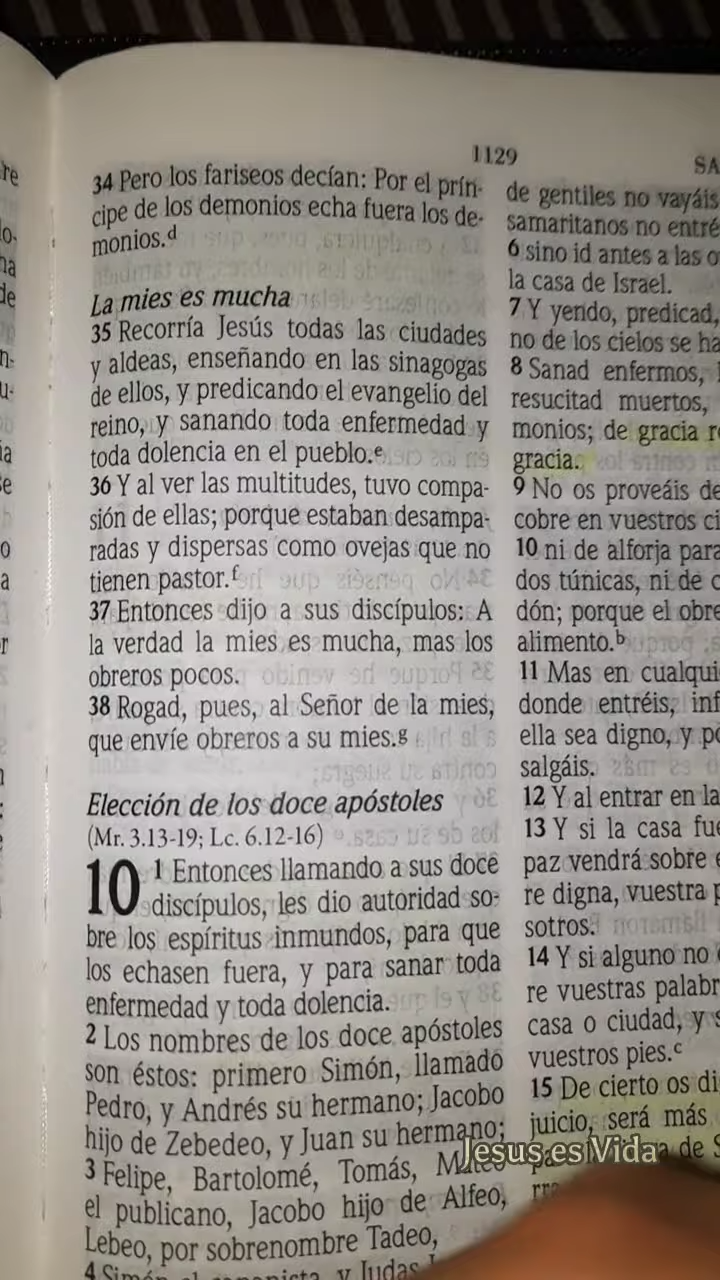 1129
SA
34 Pero los fariseos decían: Por el prín-
cipe de los demonios echa fuera los de-
monios.d
La mies es mucha
35 Recorría Jesús todas las ciudades
y aldeas, enseñando en las sinagogas
de ellos, y predicando el evangelio del
reino, y sanando toda enfermedad y
toda dolencia en el pueblo.e
36 Y al ver las multitudes, tuvo compa-
sión de ellas; porque estaban desampa-
radas y dispersas como ovejas que no
tienen pastor.f
37 Entonces dijo a sus discípulos: A
la verdad la mies es mucha, mas los
obreros pocos.
38 Rogad, pues, al Señor de la mies,
que envíe obreros a su mies.g
Elección de los doce apóstoles
(Mr. 3.13-19; Lc. 6.12-16)
10 1 Entonces llamando a sus doce
discípulos, les dio autoridad so-
bre los espíritus inmundos, para que
los echasen fuera, y para sanar toda
enfermedad y toda dolencia.
2 Los nombres de los doce apóstoles
son éstos: primero Simón, llamado
Pedro, y Andrés su hermano; Jacobo
hijo de Zebedeo, y Juan su hermano;
3 Felipe, Bartolomé, Tomás,
el publicano, Jacobo hijo de Alfeo,
Lebeo, por sobrenombre Tadeo,
4 Simón y Judas
de gentiles no vayáis
samaritanos no entré
6 sino id antes a las o
la casa de Israel.
7 Y yendo, predicad,
no de los cielos se ha
8 Sanad enfermos,
resucitad muertos,
monios; de gracia re
gracia.
9 No os proveáis de
cobre en vuestros ci
10 ni de alforja para
dos túnicas, ni de c
dón; porque el obre
alimento.b
11 Mas en cualqui
donde entréis, inf
ella sea digno, y po
salgáis.
12 Y al entrar en la
13 Y si la casa fue
paz vendrá sobre e
re digna, vuestra p
sotros.
14 Y si alguno no
re vuestras palabr
casa o ciudad, y s
vuestros pies.c
15 De cierto os di
juicio, será más
de S
Jesus es Vida